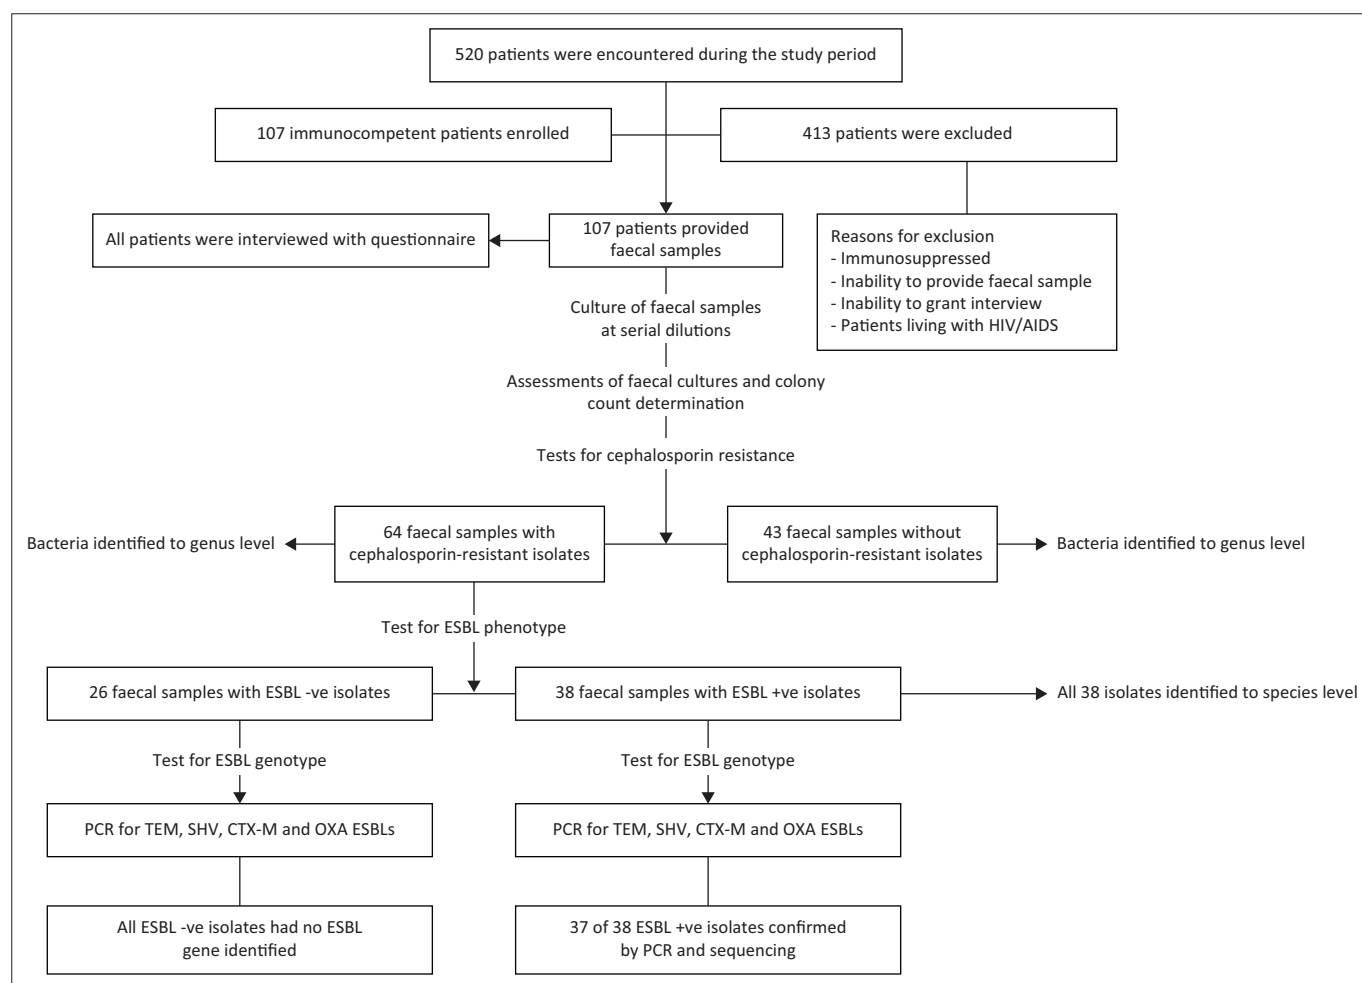 520 patients were encountered during the study period
107 immunocompetent patients enrolled
413 patients were excluded
All patients were interviewed with questionnaire
107 patients provided
faecal samples
Reasons for exclusion
- Immunosuppressed
- Inability to provide faecal sample
- Inability to grant interview
- Patients living with HIV/AIDS
Culture of faecal samples
at serial dilutions
Assessments of faecal cultures and colony
count determination
Tests for cephalosporin resistance
Bacteria identified to genus level
64 faecal samples with
cephalosporin-resistant isolates
43 faecal samples without
cephalosporin-resistant isolates
Bacteria identified to genus level
Test for ESBL phenotype
26 faecal samples with ESBL -ve isolates
38 faecal samples with ESBL +ve isolates
All 38 isolates identified to species level
Test for ESBL genotype
Test for ESBL genotype
PCR for TEM, SHV, CTX-M and OXA ESBLs
PCR for TEM, SHV, CTX-M and OXA ESBLs
All ESBL -ve isolates had no ESBL
gene identified
37 of 38 ESBL +ve isolates confirmed
by PCR and sequencing